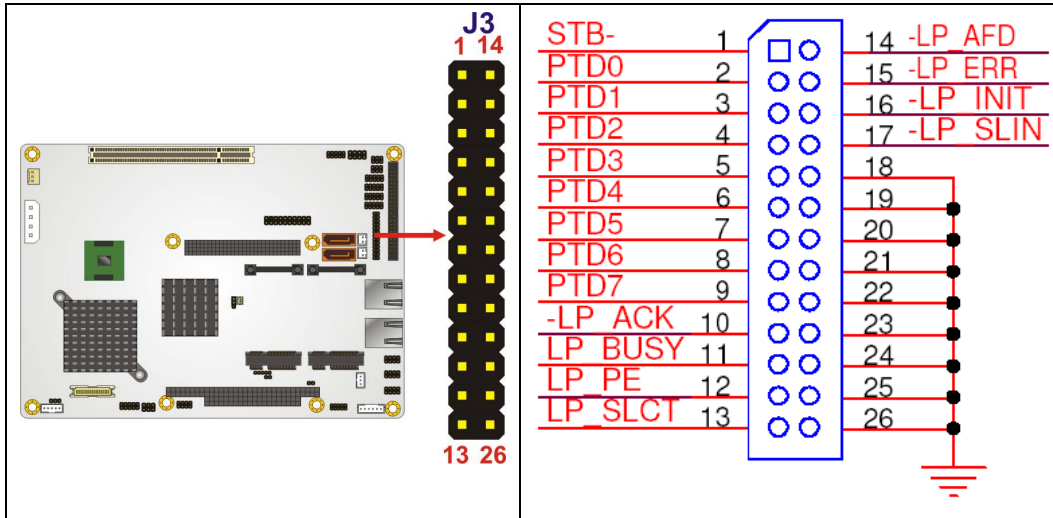 J3
1 14
13 26
STB- 1 14 -LP_AFD
PTD0 2 15 -LP_ERR
PTD1 3 16 -LP_INIT
PTD2 4 17 -LP_SLIN
PTD3 5 18
PTD4 6 19
PTD5 7 20
PTD6 8 21
PTD7 9 22
-LP_ACK 10 23
LP_BUSY 11 24
LP_PE 12 25
LP_SLCT 13 26